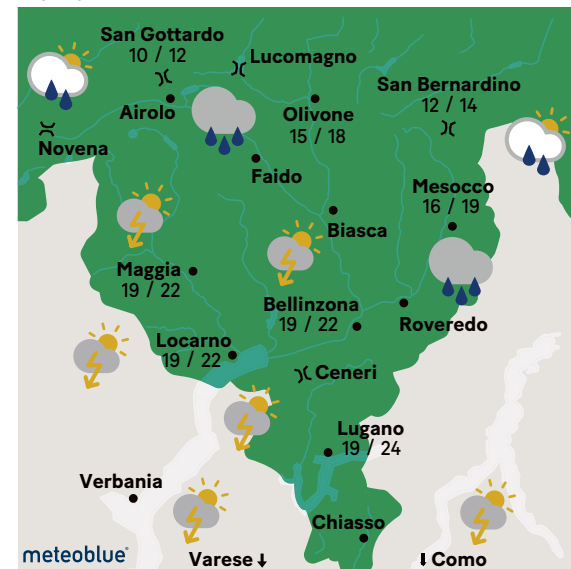 San Gottardo
10 / 12
Lucomagno
San Bernardino
12 / 14
Airolo
Olivone
15 / 18
Novena
Faido
Mesocco
16 / 19
Biasca
Maggia
19 / 22
Bellinzona
19 / 22
Roveredo
Locarno
19 / 22
Ceneri
Lugano
19 / 24
Verbania
Chiasso
meteoblue®
Varese ↓
⬇ Como